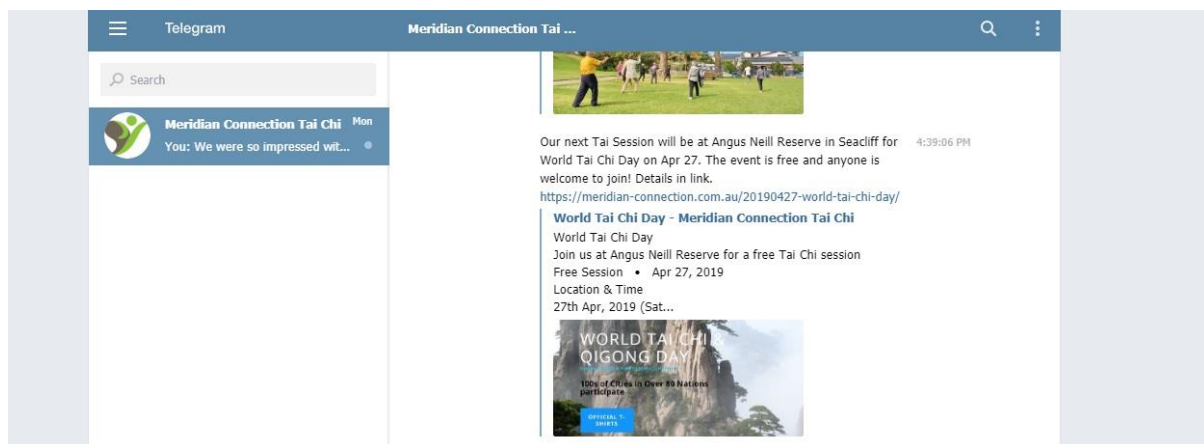 Telegram
Meridian Connection Tai ...
Search
Meridian Connection Tai Chi Mon
You: We were so impressed wit...
Our next Tai Session will be at Angus Neill Reserve in Seacliff for 4:39:06 PM
World Tai Chi Day on Apr 27. The event is free and anyone is
welcome to join! Details in link.
https://meridian-connection.com.au/20190427-world-tai-chi-day/
World Tai Chi Day - Meridian Connection Tai Chi
World Tai Chi Day
Join us at Angus Neill Reserve for a free Tai Chi session
Free Session • Apr 27, 2019
Location & Time
27th Apr, 2019 (Sat...
WORLD TAI CHI &
QIGONG DAY
100s of Cities in Over 80 Nations
participate
OFFICIAL T-
SHIRTS